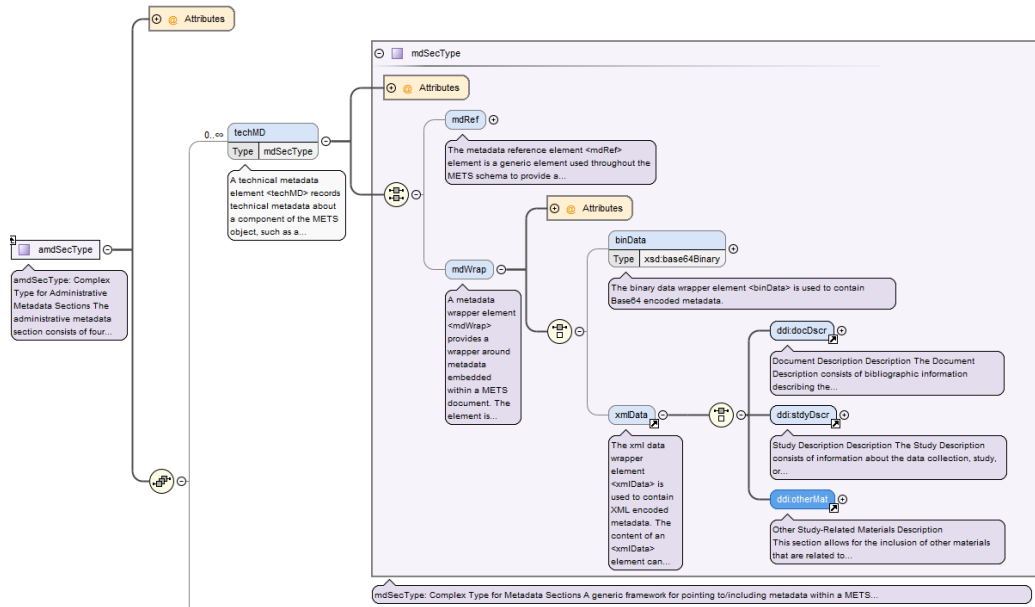 @ Attributes
mdSecType
@ Attributes
mdRef
0..∞ techMD
Type mdSecType
The metadata reference element <mdRef>
element is a generic element used throughout the
METS schema to provide a...
A technical metadata
element <techMD> records
technical metadata about
a component of the METS
object, such as a...
@ Attributes
binData
Type xsd:base64Binary
amdSecType
mdWrap
amdSecType: Complex
Type for Administrative
Metadata Sections The
administrative metadata
section consists of four...
The binary data wrapper element <binData> is used to contain
Base64 encoded metadata.
A metadata
wrapper element
<mdWrap>
provides a
wrapper around
metadata
embedded
within a METS
document. The
element is...
ddi:docDscr
Document Description Description The Document
Description consists of bibliographic information
describing the...
xmlData
ddi:stdyDscr
The xml data
wrapper
element
<xmlData> is
used to contain
XML encoded
metadata. The
content of an
<xmlData>
element can...
Study Description Description The Study Description
consists of information about the data collection, study,
or...
ddi:otherMat
Other Study-Related Materials Description
This section allows for the inclusion of other materials
that are related to...
mdSecType: Complex Type for Metadata Sections A generic framework for pointing to/including metadata within a METS...